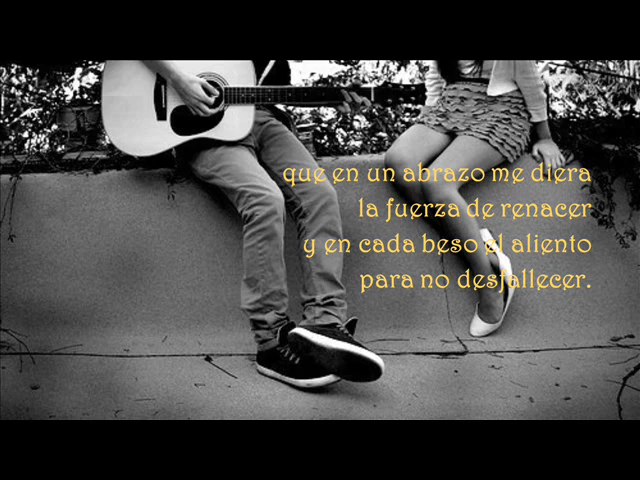 que en un abrazo me diera
la fuerza de renacer
y en cada beso el aliento
para no desfallecer.